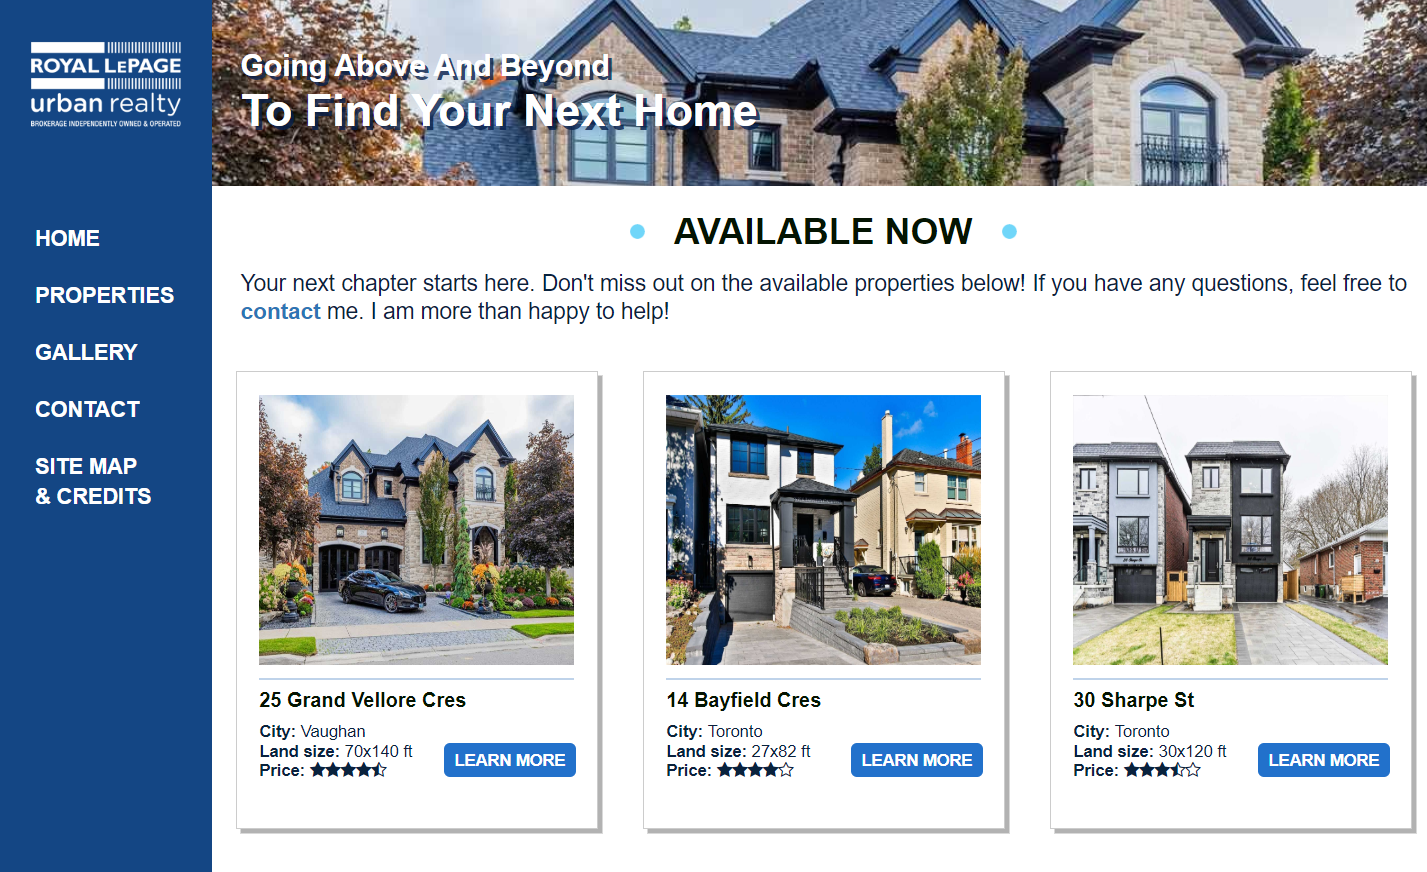 ROYAL LEPAGE
urban realty
BROKERAGE INDEPENDENTLY OWNED & OPERATED
HOME
PROPERTIES
GALLERY
CONTACT
SITE MAP
& CREDITS
Going Above And Beyond
To Find Your Next Home
AVAILABLE NOW
Your next chapter starts here. Don't miss out on the available properties below! If you have any questions, feel free to
contact me. I am more than happy to help!
25 Grand Vellore Cres
City: Vaughan
Land size: 70x140 ft
Price:
LEARN MORE
14 Bayfield Cres
City: Toronto
Land size: 27x82 ft
Price:
LEARN MORE
30 Sharpe St
City: Toronto
Land size: 30x120 ft
Price:
LEARN MORE